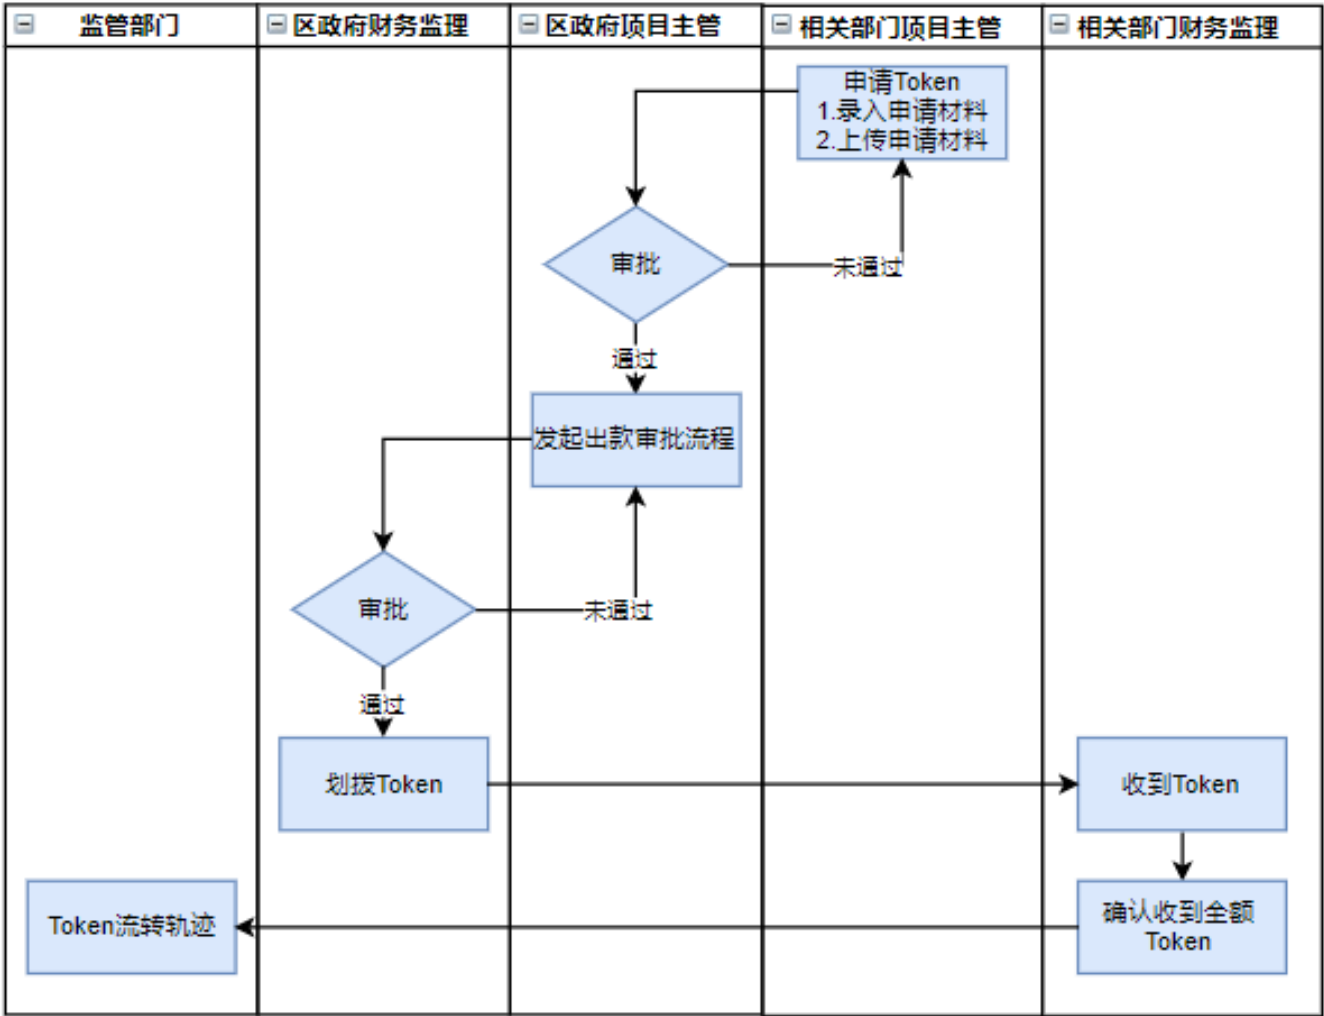 监管部门
区政府财务监理
区政府项目主管
相关部门项目主管
相关部门财务监理
申请Token
1.录入申请材料
2.上传申请材料
审批
未通过
通过
发起出款审批流程
审批
未通过
通过
划拨Token
收到Token
Token流转轨迹
确认收到全额
Token